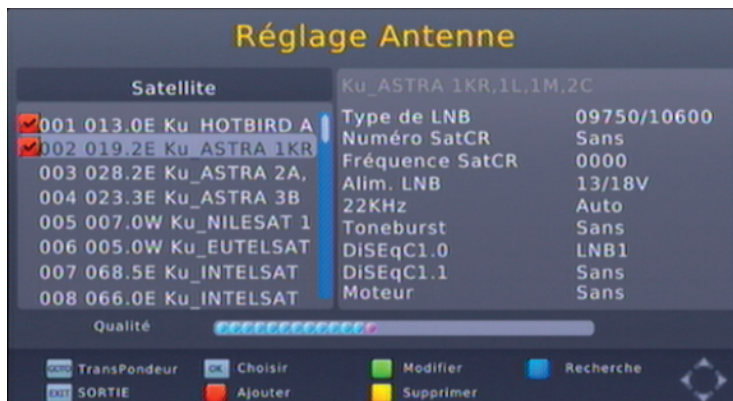 Réglage Antenne
Satellite
001 013.0E Ku_HOTBIRD A
002 019.2E Ku_ASTRA 1KR
003 028.2E Ku_ASTRA 2A,
004 023.3E Ku_ASTRA 3B
005 007.0W Ku_NILESAT 1
006 005.0W Ku_EUTELSAT
007 068.5E Ku_INTELSAT
008 066.0E Ku_INTELSAT
Ku_ASTRA 1KR,1L,1M,2C
Type de LNB 09750/10600
Numéro SatCR Sans
Fréquence SatCR 0000
Alim. LNB 13/18V
22KHz Auto
Toneburst Sans
DiSEqC1.0 LNB1
DiSEqC1.1 Sans
Moteur Sans
Qualité
GOTO TransPondeur OK Choisir Modifier Recherche
EXIT SORTIE Ajouter Supprimer